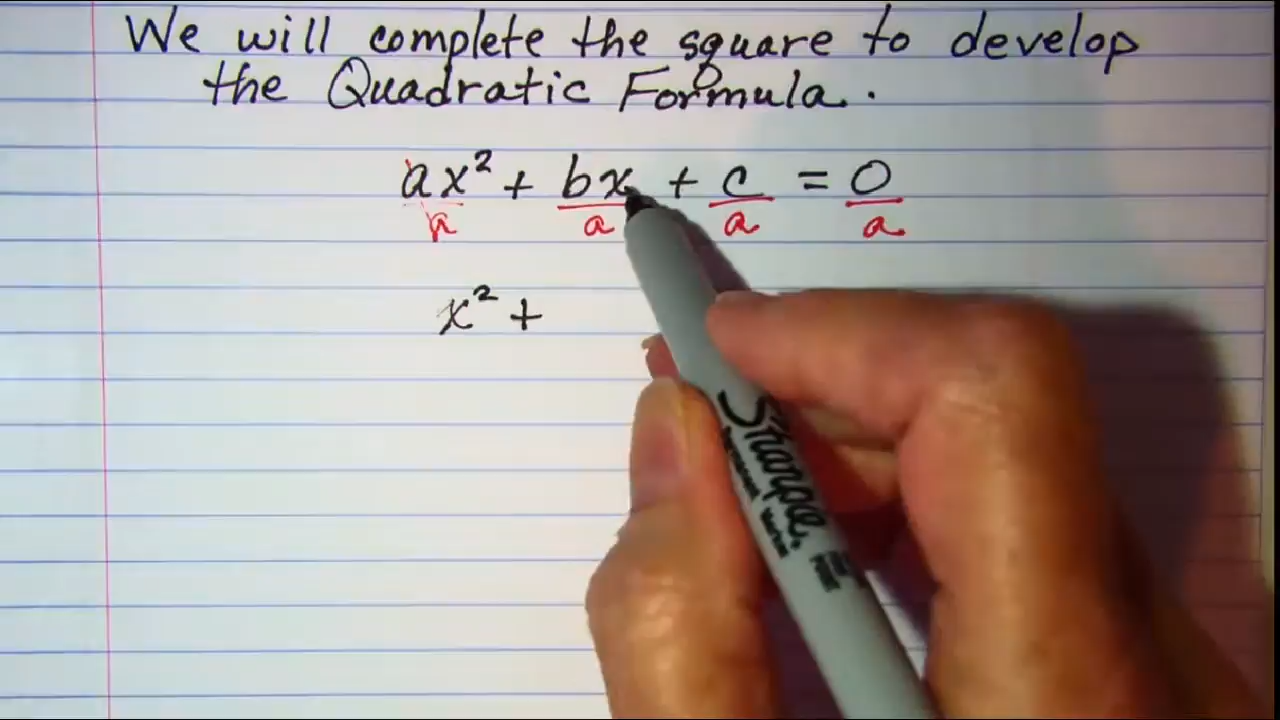 We will complete the square to develop
the Quadratic Formula.
ax² + bx + c = 0
a a a a
x² +
Sharpie